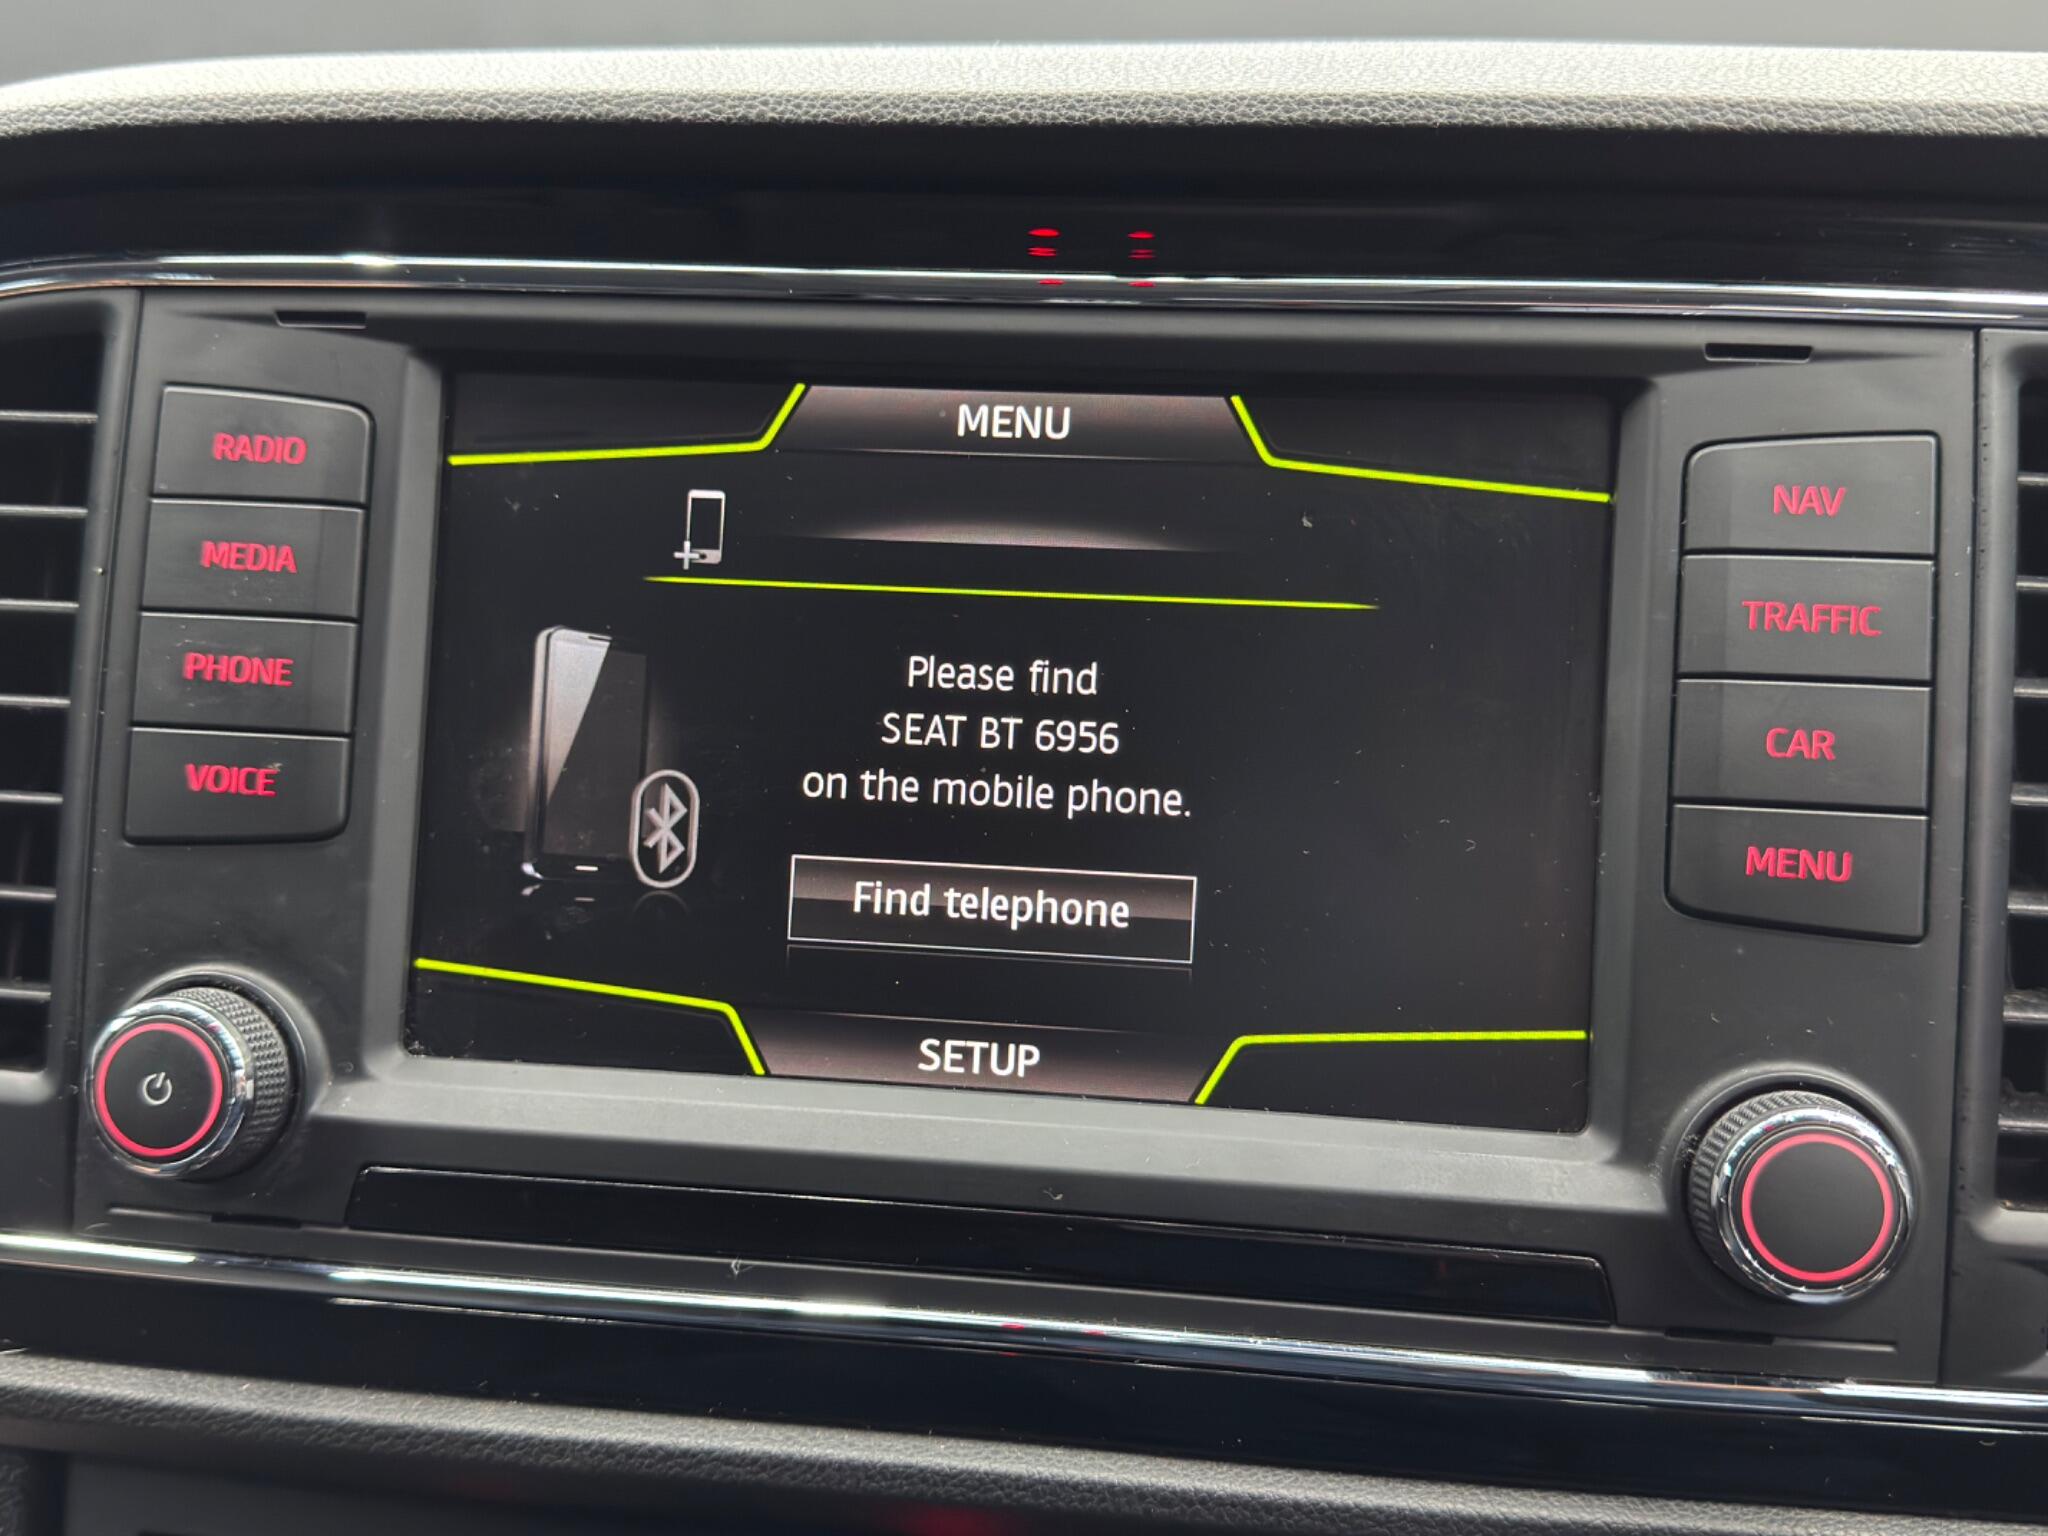 RADIO
MEDIA
PHONE
VOICE
MENU
Please find
SEAT BT 6956
on the mobile phone.
Find telephone
SETUP
NAV
TRAFFIC
CAR
MENU